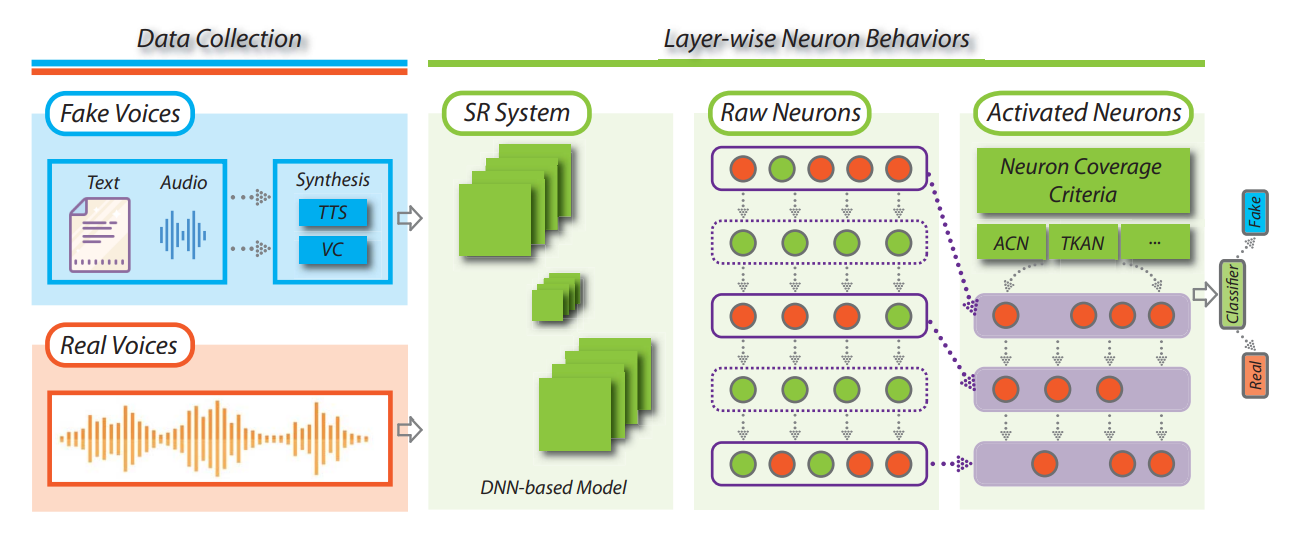 Data Collection
Layer-wise Neuron Behaviors
Fake Voices
Text
Audio
Synthesis
TTS
VC
Real Voices
SR System
DNN-based Model
Raw Neurons
Activated Neurons
Neuron Coverage
Criteria
ACN
TKAN
...
Classifier
Fake
Real